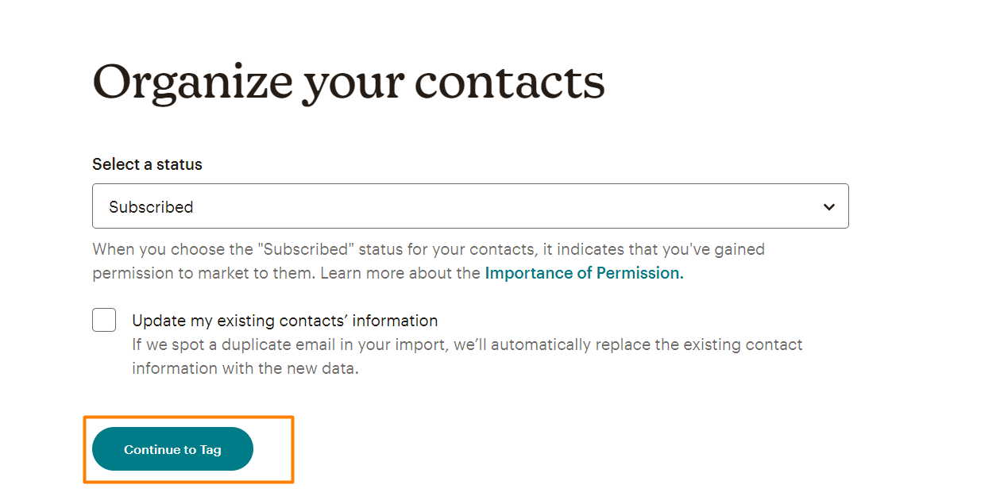 Organize your contacts
Select a status
Subscribed
When you choose the "Subscribed" status for your contacts, it indicates that you've gained
permission to market to them. Learn more about the Importance of Permission.
Update my existing contacts’ information
If we spot a duplicate email in your import, we’ll automatically replace the existing contact
information with the new data.
Continue to Tag